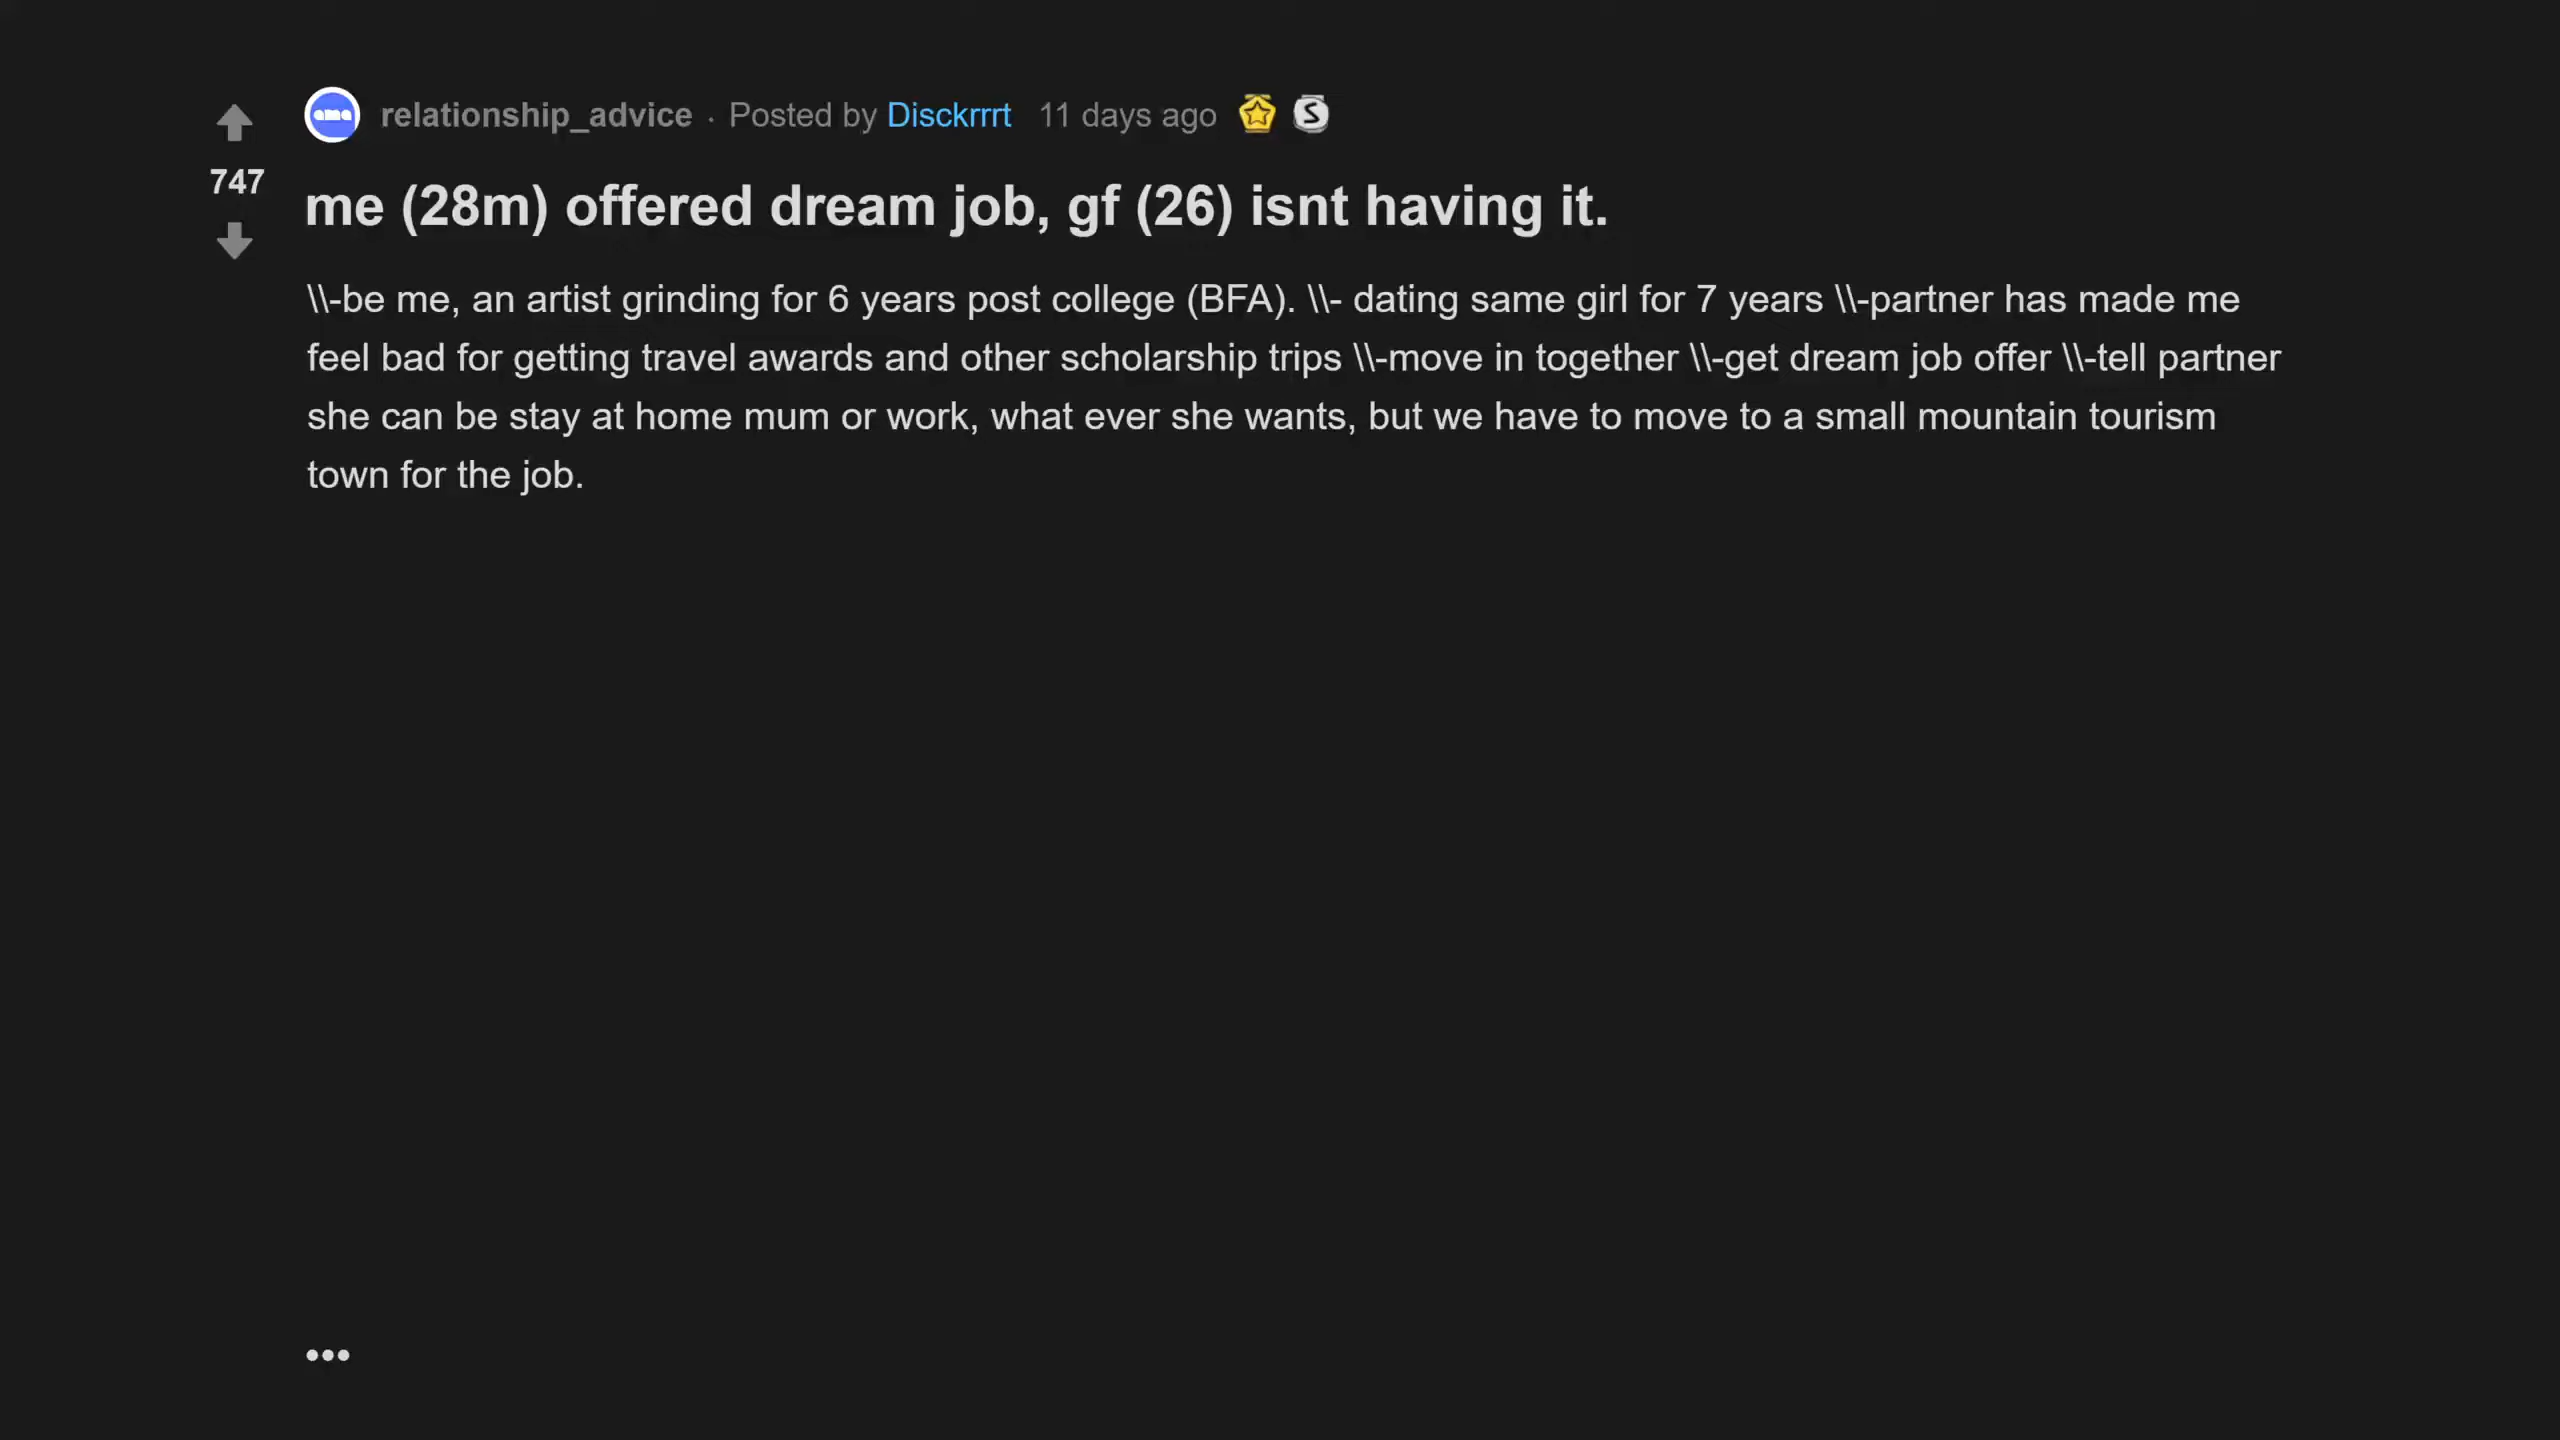 relationship_advice · Posted by Disckrrrt 11 days ago
747
me (28m) offered dream job, gf (26) isnt having it.
\\-be me, an artist grinding for 6 years post college (BFA). \\- dating same girl for 7 years \\-partner has made me
feel bad for getting travel awards and other scholarship trips \\-move in together \\-get dream job offer \\-tell partner
she can be stay at home mum or work, what ever she wants, but we have to move to a small mountain tourism
town for the job.
•••